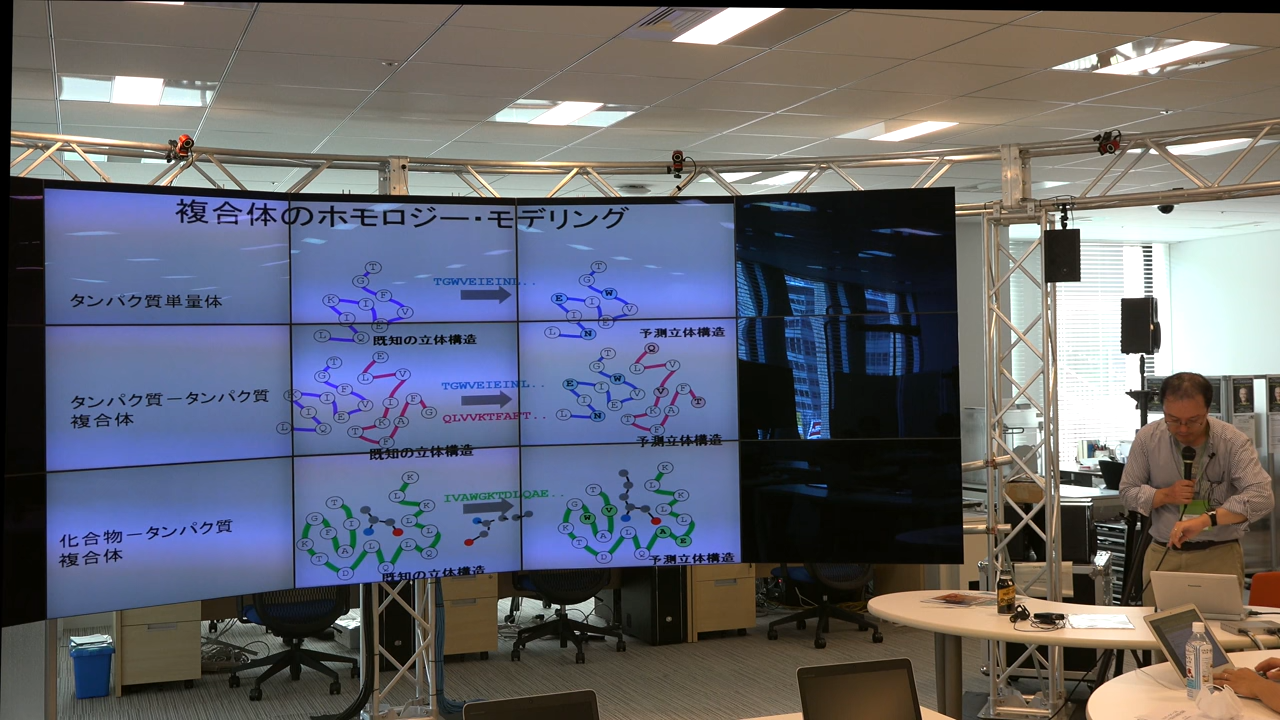 複合体のホモロジー・モデリング
タンパク質単量体
TGWVEIEINL..
既知の立体構造
予測立体構造
タンパク質－タンパク質
複合体
TGWVEIEINL..
QLVVKTFAFT..
既知の立体構造
予測立体構造
化合物－タンパク質
複合体
IVAWGKTDLQAE..
既知の立体構造
予測立体構造